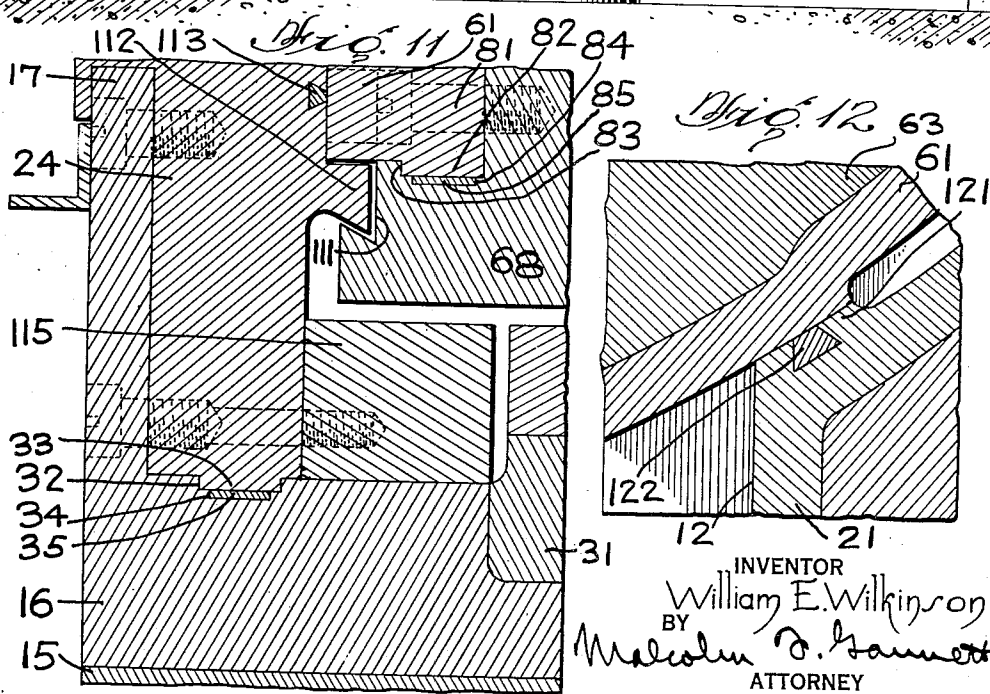 Fig. 11
112 113 61 81 82 84
17
85
83
24
111
68
115
33
32
34
35
31
16
15
Fig. 12
63
61
121
122
12
21
INVENTOR
William E. Wilkinson
BY
Malcolm F. Gannett
ATTORNEY